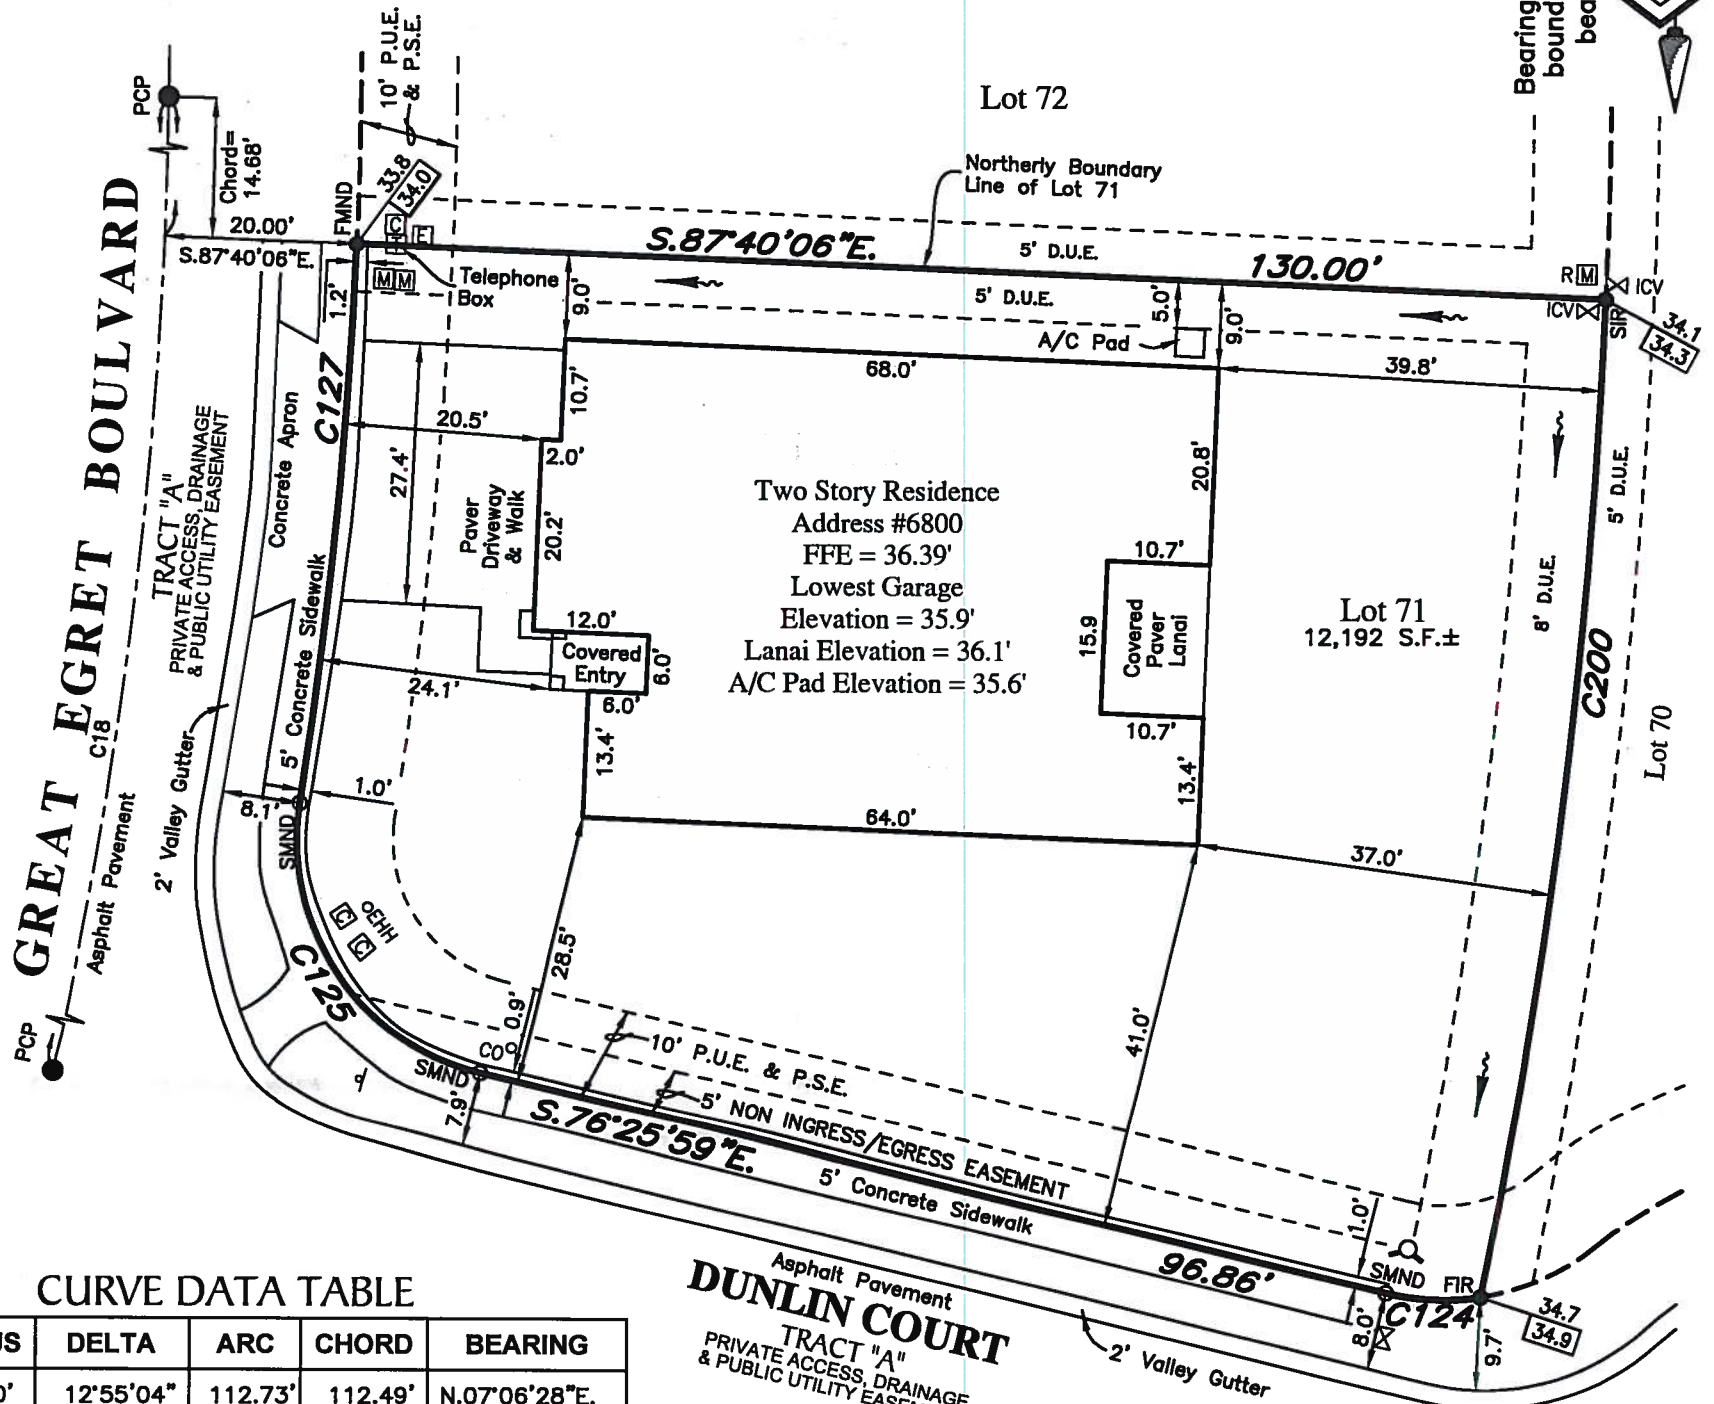 10' P.U.E.
& P.S.E.
Bearing
bound
bea
PCP
Chord=
14.68'
Lot 72
Northerly Boundary
Line of Lot 71
33.8
34.0
FMND
20.00'
S.87°40'06"E.
C
E
S.87°40'06"E.
5' D.U.E.
130.00'
R M
ICV
ICV
SIR
34.1
34.3
M M
Telephone
Box
1.2'
9.0'
5' D.U.E.
5.0'
9.0'
A/C Pad
68.0'
39.8'
GREAT EGRET BOULVARD
C127
10.7'
20.5'
2.0'
27.4'
20.8'
TRACT "A"
PRIVATE ACCESS, DRAINAGE
& PUBLIC UTILITY EASEMENT
Concrete Apron
Paver
Driveway
& Walk
20.2'
Two Story Residence
Address #6800
FFE = 36.39'
Lowest Garage
Elevation = 35.9'
Lanai Elevation = 36.1'
A/C Pad Elevation = 35.6'
10.7'
15.9
Covered
Paver
Lanai
10.7'
Lot 71
12,192 S.F.±
5' D.U.E.
8' D.U.E.
C200
Lot 70
5' Concrete Sidewalk
12.0'
Covered
Entry
6.0'
24.1'
6.0'
13.4'
13.4'
C18
Asphalt Pavement
2' Valley Gutter
8.1'
1.0'
SMND
64.0'
37.0'
C
C
EHH
C125
28.5'
0.9'
41.0'
PCP
CO
SMND
7.9'
10' P.U.E. & P.S.E.
5' NON INGRESS/EGRESS EASEMENT
S.76°25'59"E.
5' Concrete Sidewalk
96.86'
1.0'
SMND
FIR
C124
8.0'
9.7'
34.7
34.9
Asphalt Pavement
DUNLIN COURT
TRACT "A"
PRIVATE ACCESS, DRAINAGE
& PUBLIC UTILITY EASEM
2' Valley Gutter
CURVE DATA TABLE
US DELTA ARC CHORD BEARING
0' 12°55'04" 112.73' 112.49' N.07°06'28"E.